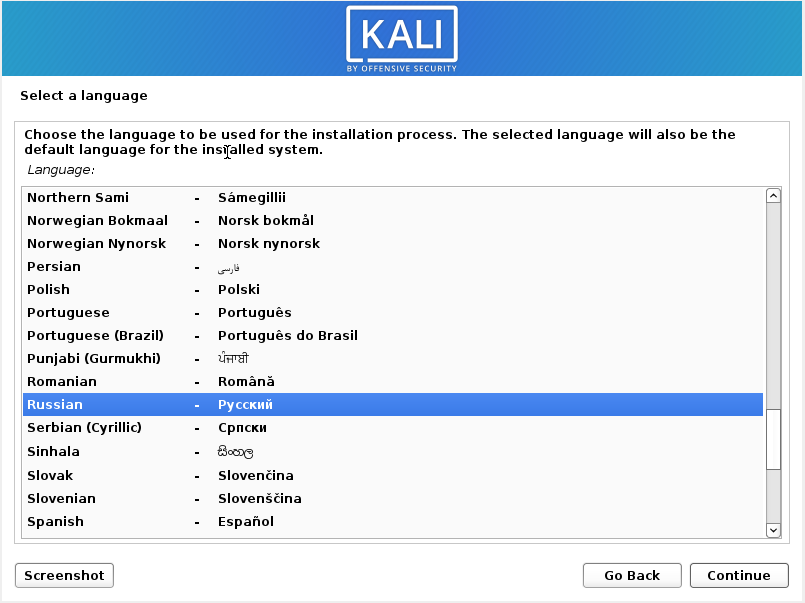 KALI
BY OFFENSIVE SECURITY
Select a language
Choose the language to be used for the installation process. The selected language will also be the
default language for the installed system.
Language:
Northern Sami - Sámegillii
Norwegian Bokmaal - Norsk bokmål
Norwegian Nynorsk - Norsk nynorsk
Persian - فارسی
Polish - Polski
Portuguese - Português
Portuguese (Brazil) - Português do Brasil
Punjabi (Gurmukhi) - ਪੰਜਾਬੀ
Romanian - Română
Russian - Русский
Serbian (Cyrillic) - Српски
Sinhala - සිංහල
Slovak - Slovenčina
Slovenian - Slovenščina
Spanish - Español
Screenshot Go Back Continue